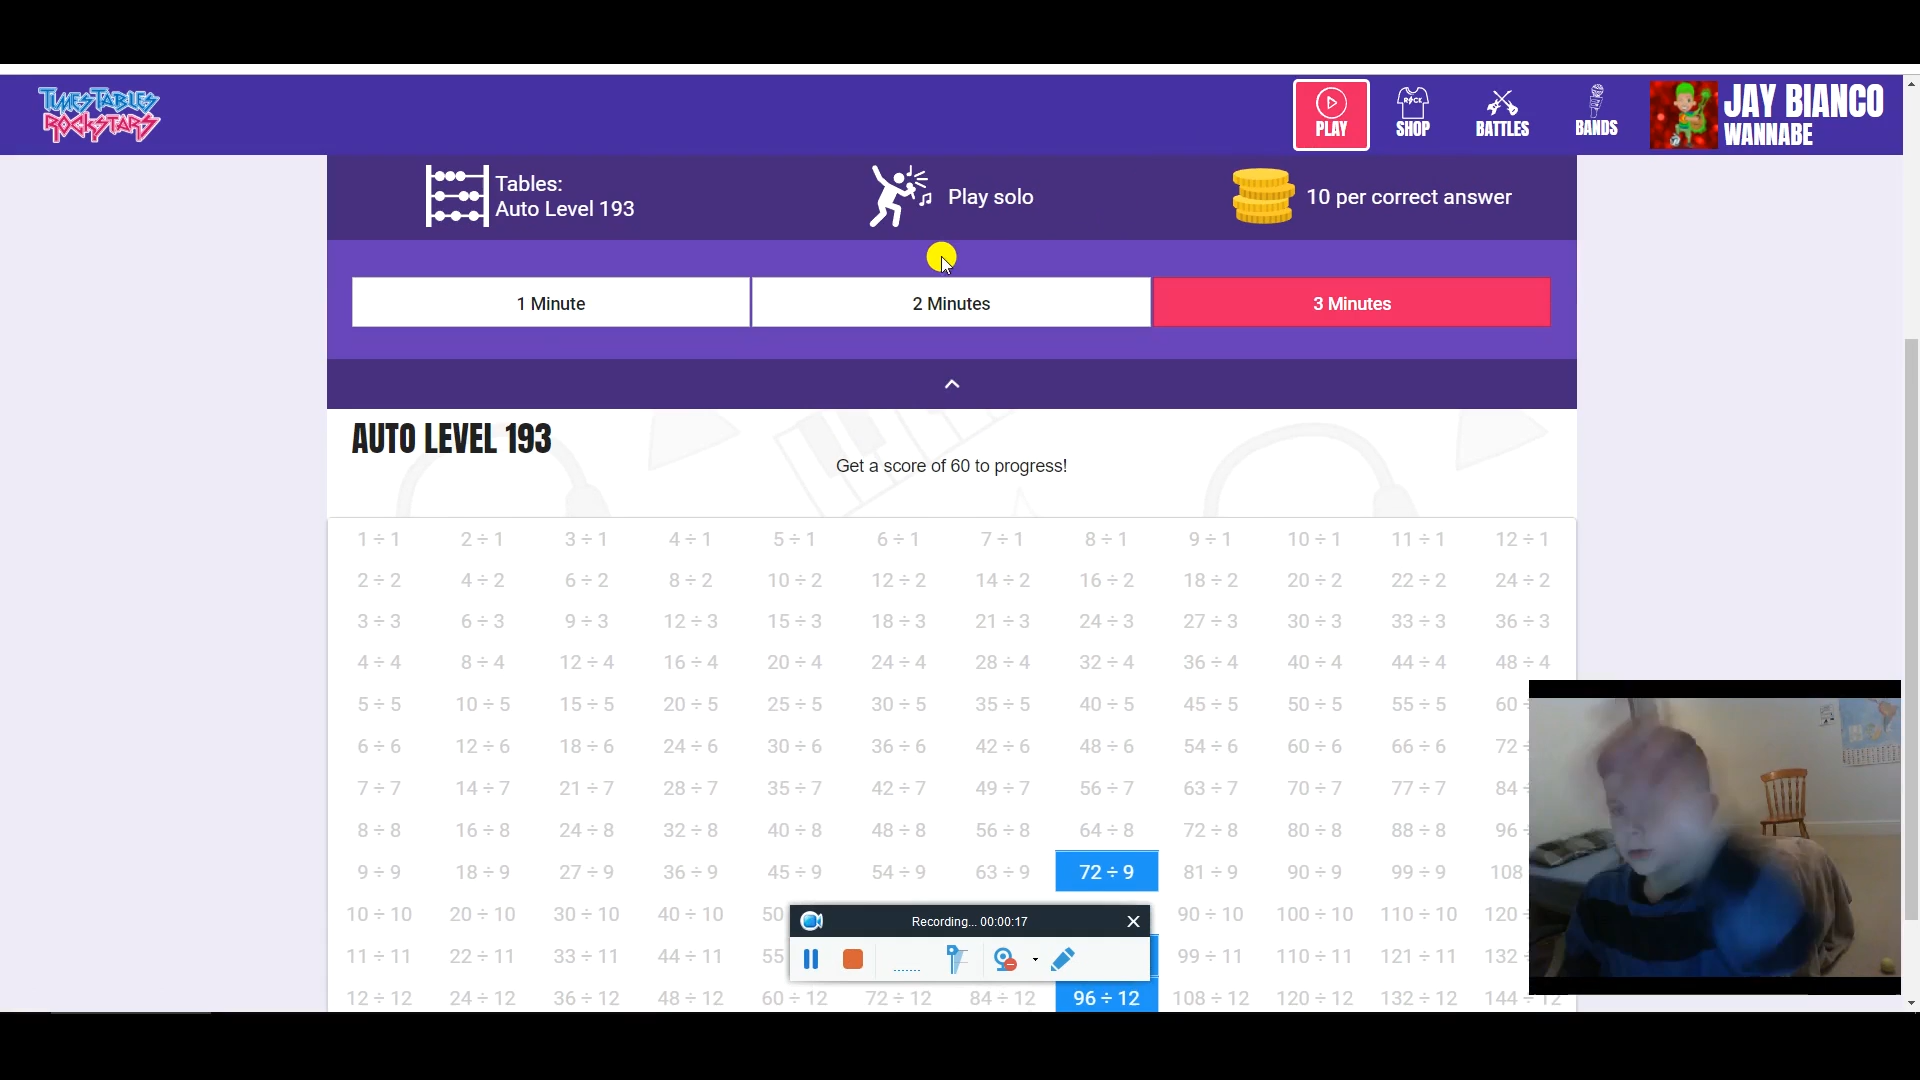 TIMES TABLES
ROCKSTARS
PLAY
ROCK
SHOP
BATTLES
BANDS
JAY BIANCO
WANNABE
Tables:
Auto Level 193
Play solo
10 per correct answer
1 Minute
2 Minutes
3 Minutes
AUTO LEVEL 193
Get a score of 60 to progress!
1 ÷ 1 2 ÷ 1 3 ÷ 1 4 ÷ 1 5 ÷ 1 6 ÷ 1 7 ÷ 1 8 ÷ 1 9 ÷ 1 10 ÷ 1 11 ÷ 1 12 ÷ 1
2 ÷ 2 4 ÷ 2 6 ÷ 2 8 ÷ 2 10 ÷ 2 12 ÷ 2 14 ÷ 2 16 ÷ 2 18 ÷ 2 20 ÷ 2 22 ÷ 2 24 ÷ 2
3 ÷ 3 6 ÷ 3 9 ÷ 3 12 ÷ 3 15 ÷ 3 18 ÷ 3 21 ÷ 3 24 ÷ 3 27 ÷ 3 30 ÷ 3 33 ÷ 3 36 ÷ 3
4 ÷ 4 8 ÷ 4 12 ÷ 4 16 ÷ 4 20 ÷ 4 24 ÷ 4 28 ÷ 4 32 ÷ 4 36 ÷ 4 40 ÷ 4 44 ÷ 4 48 ÷ 4
5 ÷ 5 10 ÷ 5 15 ÷ 5 20 ÷ 5 25 ÷ 5 30 ÷ 5 35 ÷ 5 40 ÷ 5 45 ÷ 5 50 ÷ 5 55 ÷ 5 60
6 ÷ 6 12 ÷ 6 18 ÷ 6 24 ÷ 6 30 ÷ 6 36 ÷ 6 42 ÷ 6 48 ÷ 6 54 ÷ 6 60 ÷ 6 66 ÷ 6 72
7 ÷ 7 14 ÷ 7 21 ÷ 7 28 ÷ 7 35 ÷ 7 42 ÷ 7 49 ÷ 7 56 ÷ 7 63 ÷ 7 70 ÷ 7 77 ÷ 7 84
8 ÷ 8 16 ÷ 8 24 ÷ 8 32 ÷ 8 40 ÷ 8 48 ÷ 8 56 ÷ 8 64 ÷ 8 72 ÷ 8 80 ÷ 8 88 ÷ 8 96
9 ÷ 9 18 ÷ 9 27 ÷ 9 36 ÷ 9 45 ÷ 9 54 ÷ 9 63 ÷ 9 72 ÷ 9 81 ÷ 9 90 ÷ 9 99 ÷ 9 108
10 ÷ 10 20 ÷ 10 30 ÷ 10 40 ÷ 10 50 90 ÷ 10 100 ÷ 10 110 ÷ 10 120
Recording... 00:00:17
11 ÷ 11 22 ÷ 11 33 ÷ 11 44 ÷ 11 55 99 ÷ 11 110 ÷ 11 121 ÷ 11 132
12 ÷ 12 24 ÷ 12 36 ÷ 12 48 ÷ 12 60 ÷ 12 72 ÷ 12 84 ÷ 12 96 ÷ 12 108 ÷ 12 120 ÷ 12 132 ÷ 12 144 ÷ 12